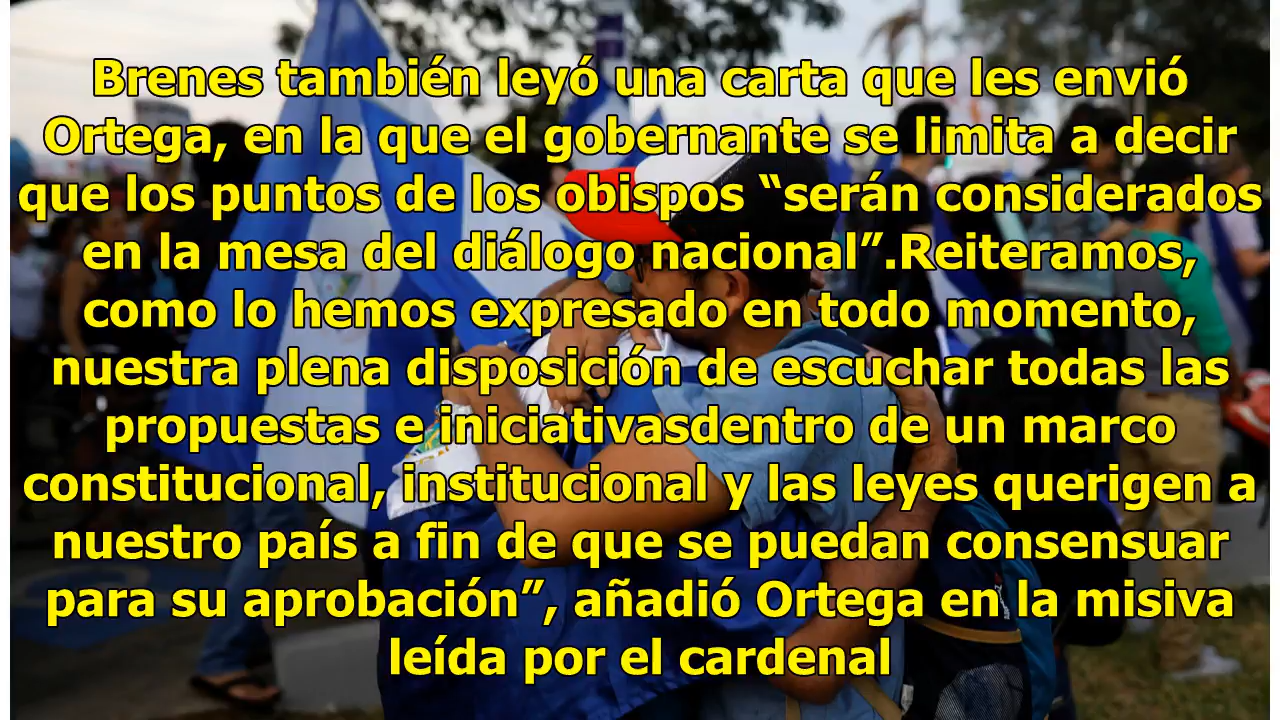 Brenes también leyó una carta que les envió
Ortega, en la que el gobernante se limita a decir
que los puntos de los obispos “serán considerados
en la mesa del diálogo nacional”.Reiteramos,
como lo hemos expresado en todo momento,
nuestra plena disposición de escuchar todas las
propuestas e iniciativasdentro de un marco
constitucional, institucional y las leyes querigen a
nuestro país a fin de que se puedan consensuar
para su aprobación”, añadió Ortega en la misiva
leída por el cardenal